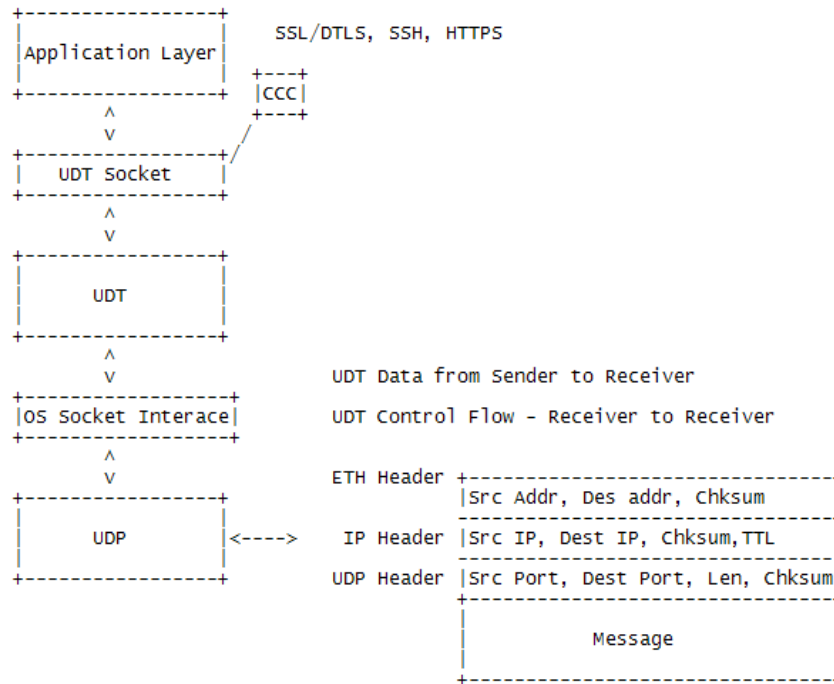 SSL/DTLS, SSH, HTTPS
Application Layer
CCC
UDT Socket
UDT
UDT Data from Sender to Receiver
OS Socket Interace
UDT Control Flow - Receiver to Receiver
ETH Header
Src Addr, Des addr, Chksum
UDP
IP Header
Src IP, Dest IP, Chksum,TTL
UDP Header
Src Port, Dest Port, Len, Chksum
Message